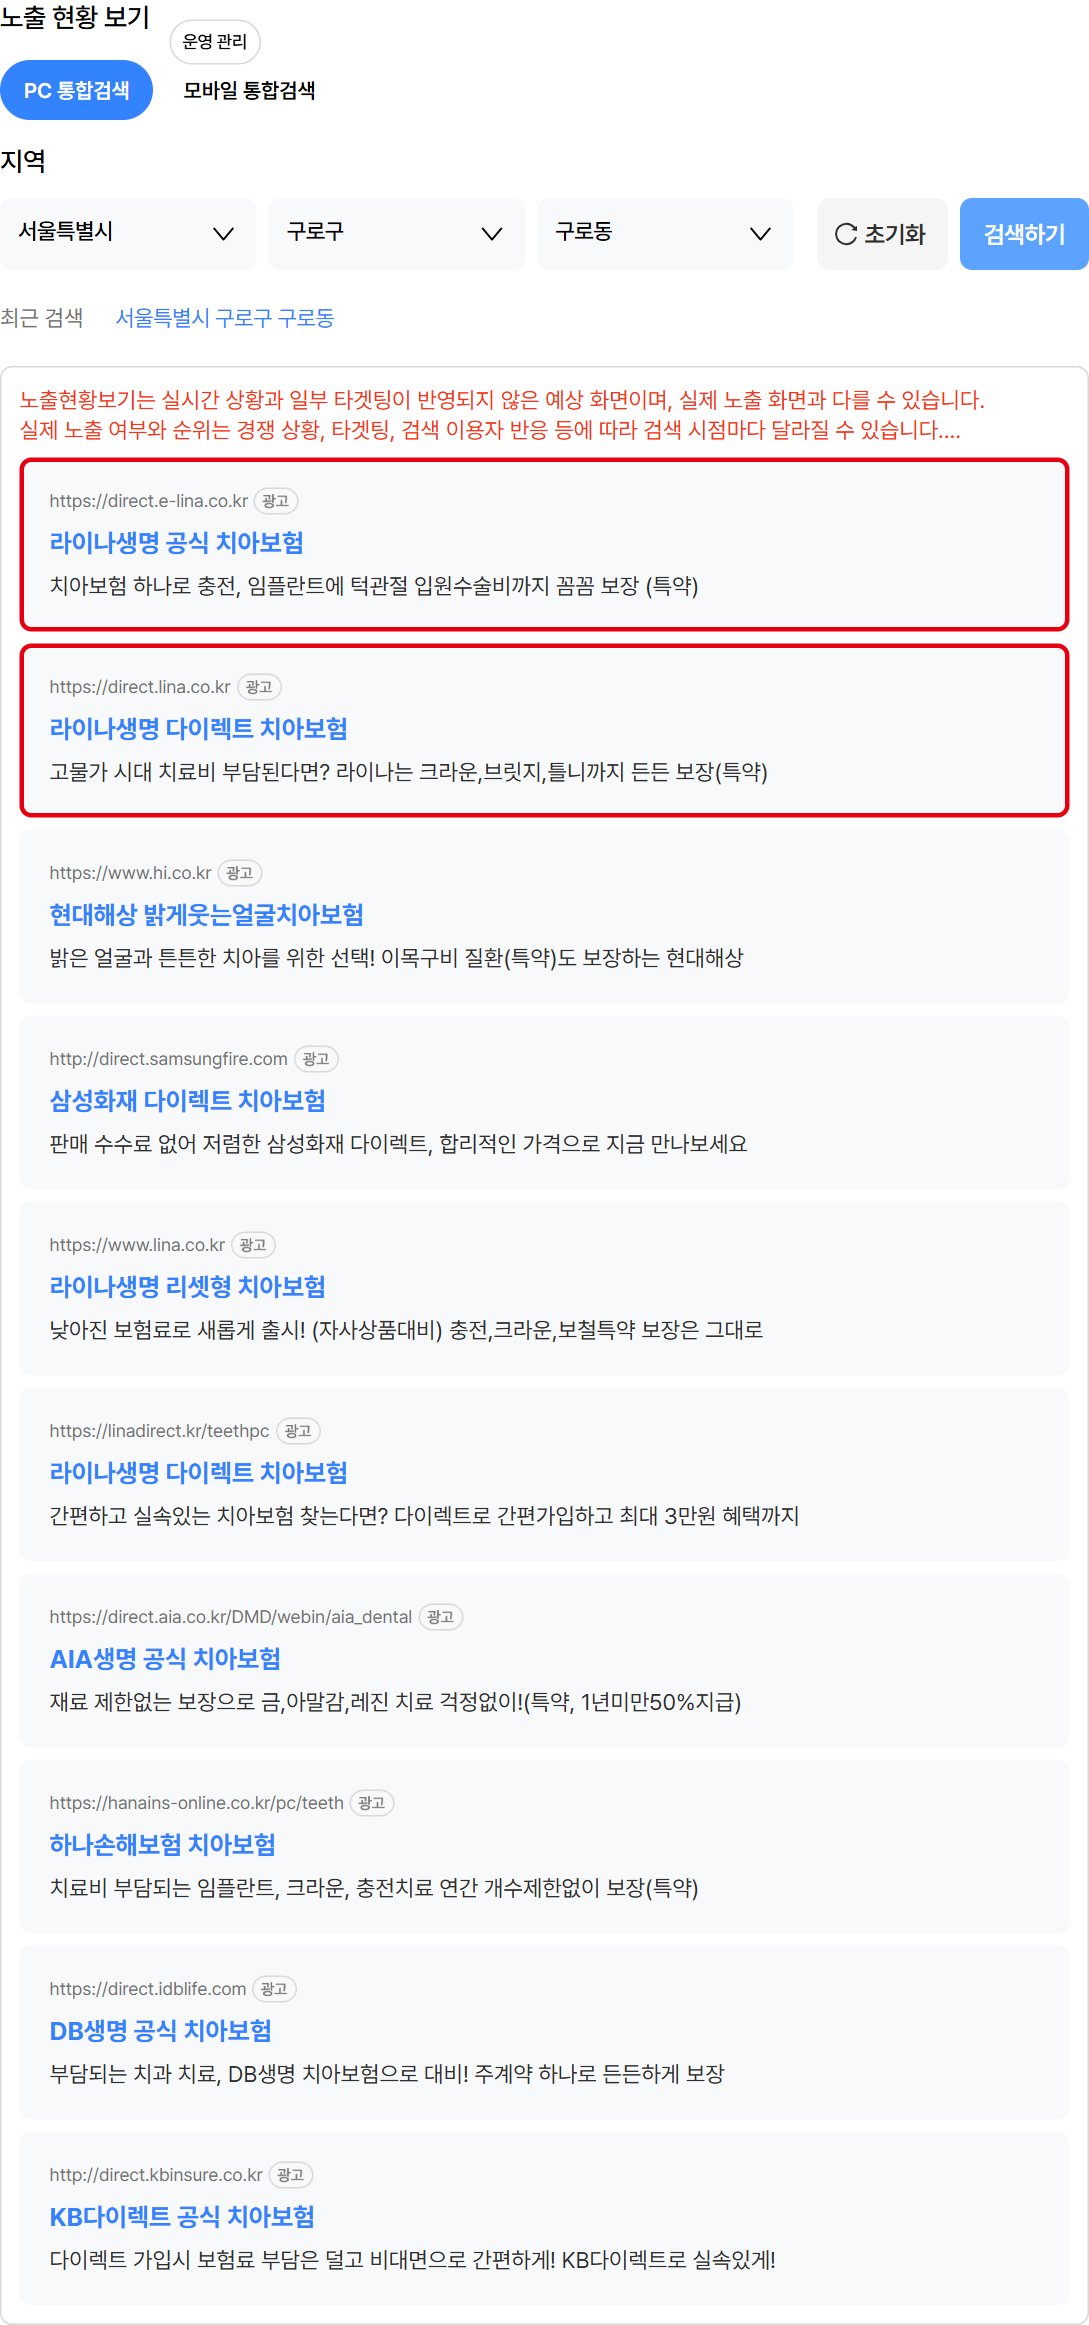 노출 현황 보기
운영 관리
PC 통합검색 모바일 통합검색
지역
서울특별시 구로구 구로동 초기화 검색하기
최근 검색 서울특별시 구로구 구로동
노출현황보기는 실시간 상황과 일부 타겟팅이 반영되지 않은 예상 화면이며, 실제 노출 화면과 다를 수 있습니다.
실제 노출 여부와 순위는 경쟁 상황, 타겟팅, 검색 이용자 반응 등에 따라 검색 시점마다 달라질 수 있습니다....
https://direct.e-lina.co.kr 광고
라이나생명 공식 치아보험
치아보험 하나로 충전, 임플란트에 턱관절 입원수술비까지 꼼꼼 보장 (특약)
https://direct.lina.co.kr 광고
라이나생명 다이렉트 치아보험
고물가 시대 치료비 부담된다면? 라이나는 크라운,브릿지,틀니까지 든든 보장(특약)
https://www.hi.co.kr 광고
현대해상 밝게웃는얼굴치아보험
밝은 얼굴과 튼튼한 치아를 위한 선택! 이목구비 질환(특약)도 보장하는 현대해상
http://direct.samsungfire.com 광고
삼성화재 다이렉트 치아보험
판매 수수료 없어 저렴한 삼성화재 다이렉트, 합리적인 가격으로 지금 만나보세요
https://www.lina.co.kr 광고
라이나생명 리셋형 치아보험
낮아진 보험료로 새롭게 출시! (자사상품대비) 충전,크라운,보철특약 보장은 그대로
https://linadirect.kr/teethpc 광고
라이나생명 다이렉트 치아보험
간편하고 실속있는 치아보험 찾는다면? 다이렉트로 간편가입하고 최대 3만원 혜택까지
https://direct.aia.co.kr/DMD/webin/aia_dental 광고
AIA생명 공식 치아보험
재료 제한없는 보장으로 금,아말감,레진 치료 걱정없이!(특약, 1년미만50%지급)
https://hanains-online.co.kr/pc/teeth 광고
하나손해보험 치아보험
치료비 부담되는 임플란트, 크라운, 충전치료 연간 개수제한없이 보장(특약)
https://direct.idblife.com 광고
DB생명 공식 치아보험
부담되는 치과 치료, DB생명 치아보험으로 대비! 주계약 하나로 든든하게 보장
http://direct.kbinsure.co.kr 광고
KB다이렉트 공식 치아보험
다이렉트 가입시 보험료 부담은 덜고 비대면으로 간편하게! KB다이렉트로 실속있게!